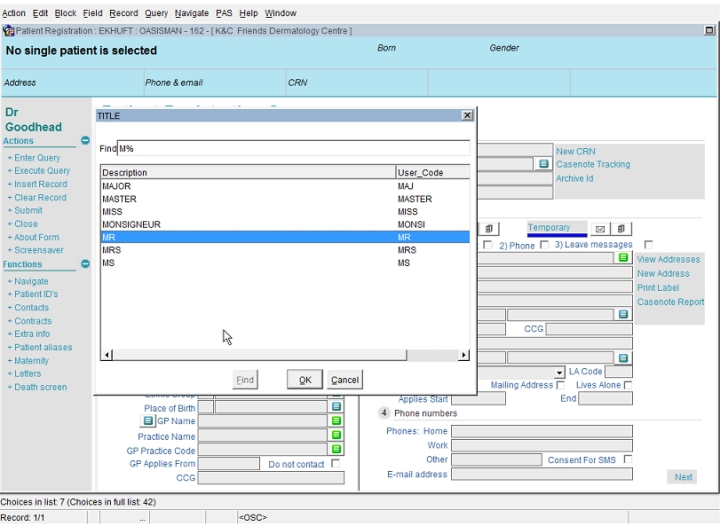 Action Edit Block Field Record Query Navigate PAS Help Window
Patient Registration : EKHUFT : OASISMAN - 162 - [ K&C Friends Dermatology Centre ]
No single patient is selected
Born
Gender
Address
Phone & email
CRN
Dr
Goodhead
Actions
+ Enter Query
+ Execute Query
+ Insert Record
+ Clear Record
+ Submit
+ Close
+ About Form
+ Screensaver
Functions
+ Navigate
+ Patient ID's
+ Contacts
+ Contracts
+ Extra info
+ Patient aliases
+ Maternity
+ Letters
+ Death screen
TITLE
Find M%
Description User_Code
MAJOR MAJ
MASTER MASTER
MISS MISS
MONSIGNEUR MONSI
MR MR
MRS MRS
MS MS
Find OK Cancel
New CRN
Casenote Tracking
Archive Id
Temporary
2) Phone 3) Leave messages
View Addresses
New Address
Print Label
Casenote Report
CCG
LA Code
Mailing Address Lives Alone
Applies Start End
Place of Birth
GP Name
Practice Name
GP Practice Code
GP Applies From Do not contact
CCG
4 Phone numbers
Phones: Home
Work
Other Consent For SMS
E-mail address
Next
Choices in list: 7 (Choices in full list: 42)
Record: 1/1 ... <OSC>